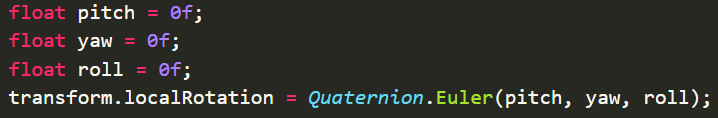 float pitch = 0f;
float yaw = 0f;
float roll = 0f;
transform.localRotation = Quaternion.Euler(pitch, yaw, roll);